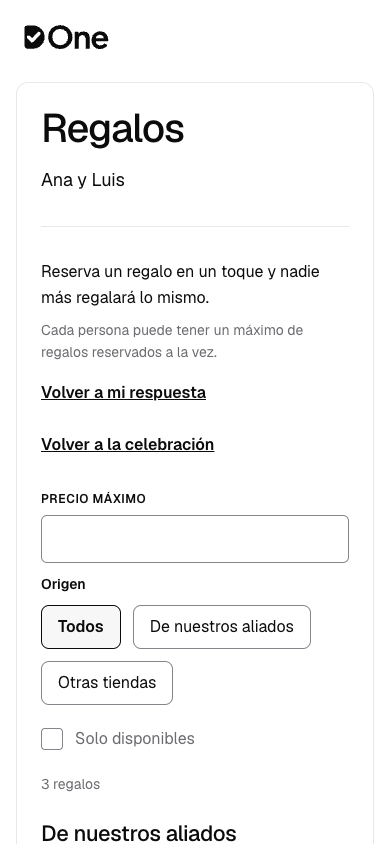 One
Regalos
Ana y Luis
Reserva un regalo en un toque y nadie
más regalará lo mismo.
Cada persona puede tener un máximo de
regalos reservados a la vez.
Volver a mi respuesta
Volver a la celebración
PRECIO MÁXIMO
Origen
Todos
De nuestros aliados
Otras tiendas
Solo disponibles
3 regalos
De nuestros aliados